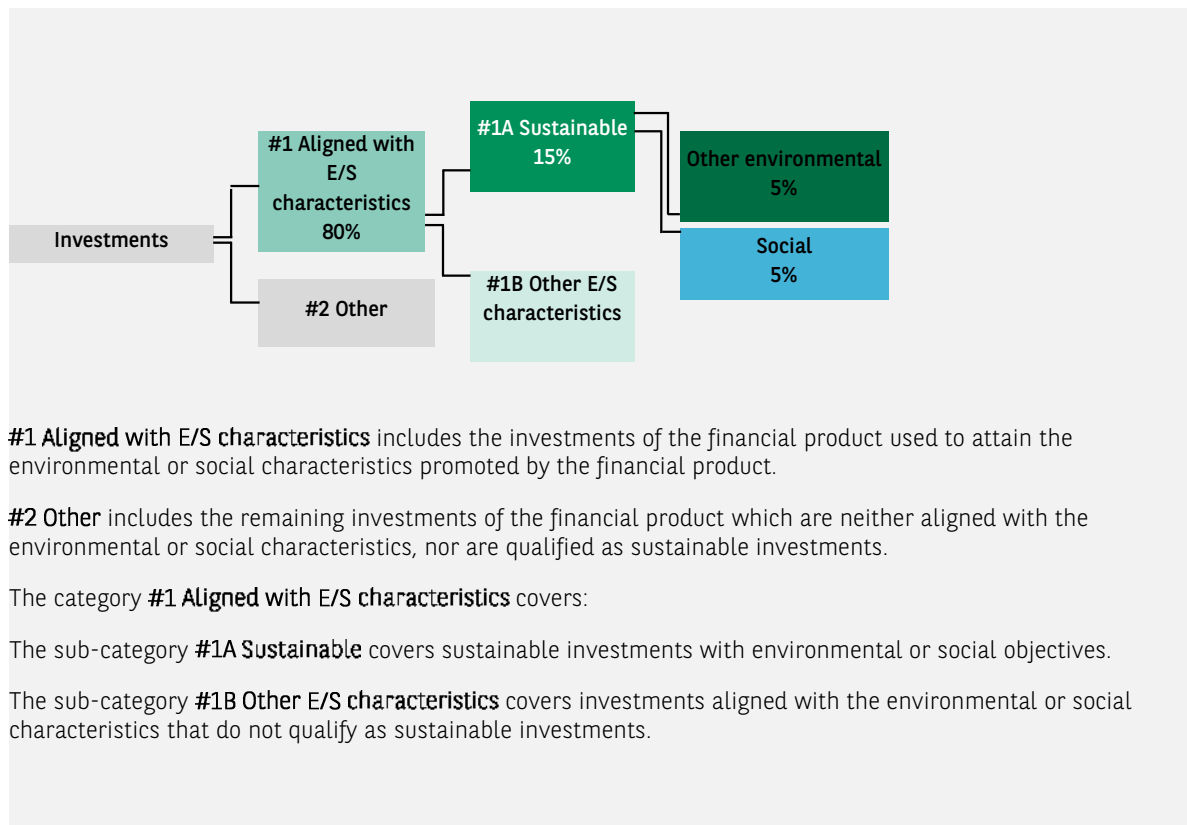 #1A Sustainable
15%
#1 Aligned with
E/S
characteristics
80%
Other environmental
5%
Investments
Social
5%
#2 Other
#1B Other E/S
characteristics
#1 Aligned with E/S characteristics includes the investments of the financial product used to attain the
environmental or social characteristics promoted by the financial product.
#2 Other includes the remaining investments of the financial product which are neither aligned with the
environmental or social characteristics, nor are qualified as sustainable investments.
The category #1 Aligned with E/S characteristics covers:
The sub-category #1A Sustainable covers sustainable investments with environmental or social objectives.
The sub-category #1B Other E/S characteristics covers investments aligned with the environmental or social
characteristics that do not qualify as sustainable investments.